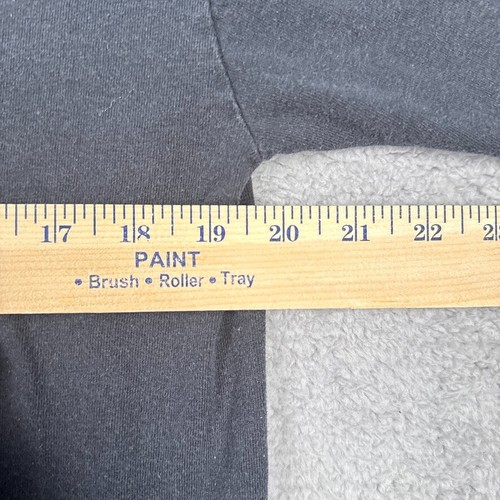 17 18 19 20 21 22
PAINT
• Brush • Roller • Tray